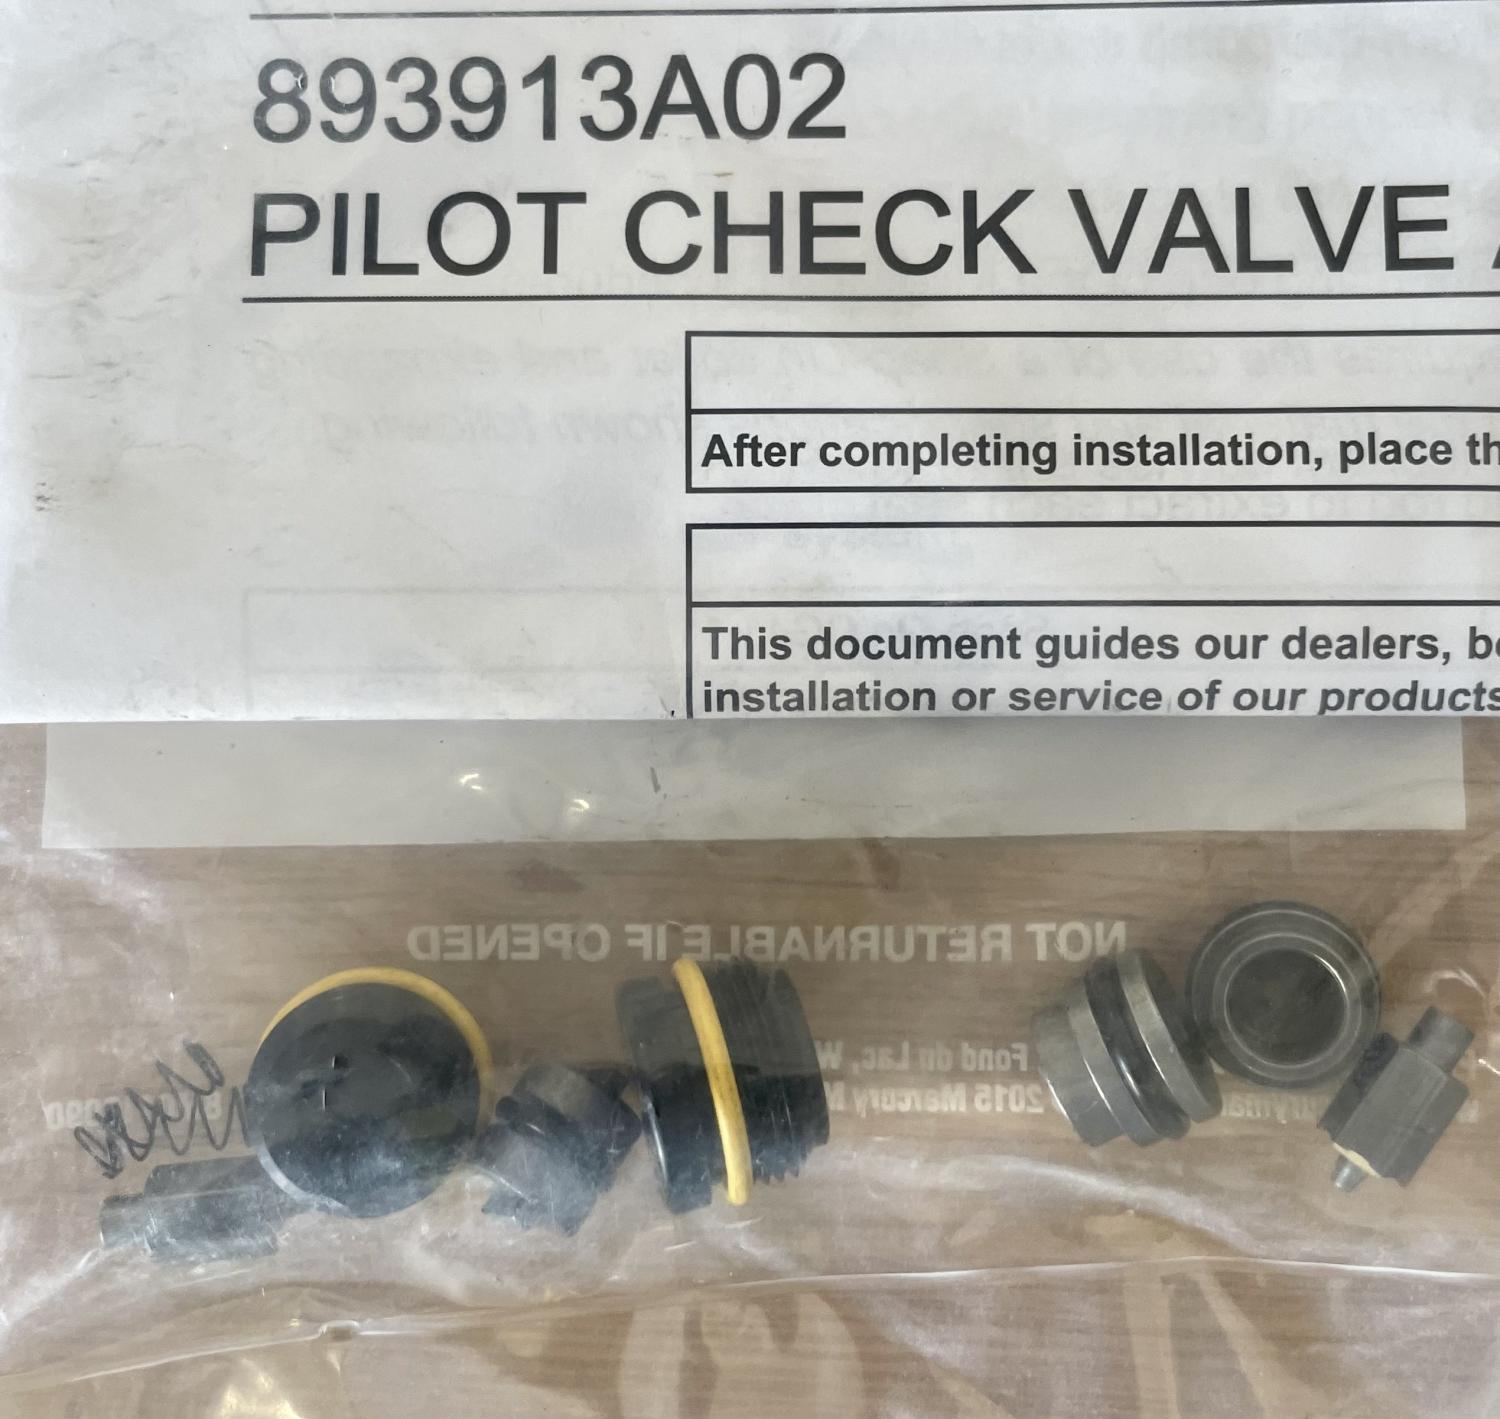 893913A02
PILOT CHECK VALVE
After completing installation, place th
This document guides our dealers, b
installation or service of our products
NOT RETURNABLE IF OPENED
Fond du Lac, W
2015 Mercury M